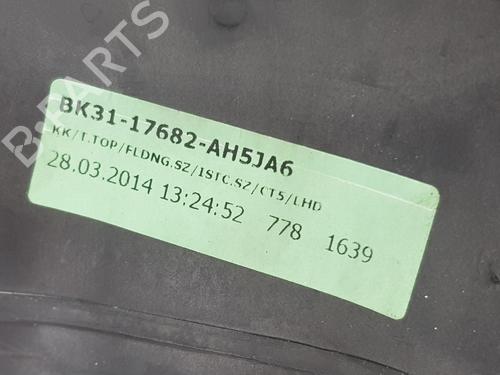 B-PARTS
BK31-17682-AH5JA6
KK/T.TOP/FLDNG.SZ/1STC.SZ/CT5/LHD
28.03.2014 13:24:52 778 1639